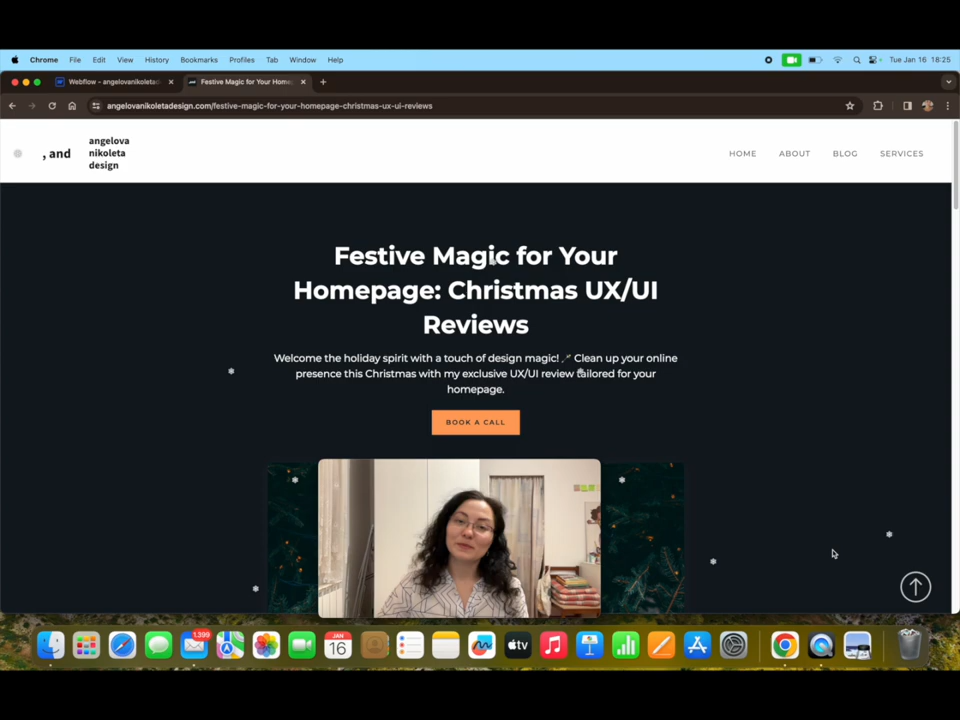 Chrome File Edit View History Bookmarks Profiles Tab Window Help Tue Jan 16 18:25
Webflow - angslovanikoletad Festive Magic for Your Home
angelovanikoletadesign.com/festive-magic-for-your-homepage-christmas-ux-ui-reviews
, and
angelova
nikoleta
design
HOME ABOUT BLOG SERVICES
Festive Magic for Your
Homepage: Christmas UX/UI
Reviews
Welcome the holiday spirit with a touch of design magic! Clean up your online
presence this Christmas with my exclusive UX/UI review tailored for your
homepage.
BOOK A CALL
1,399
JAN
16
tv